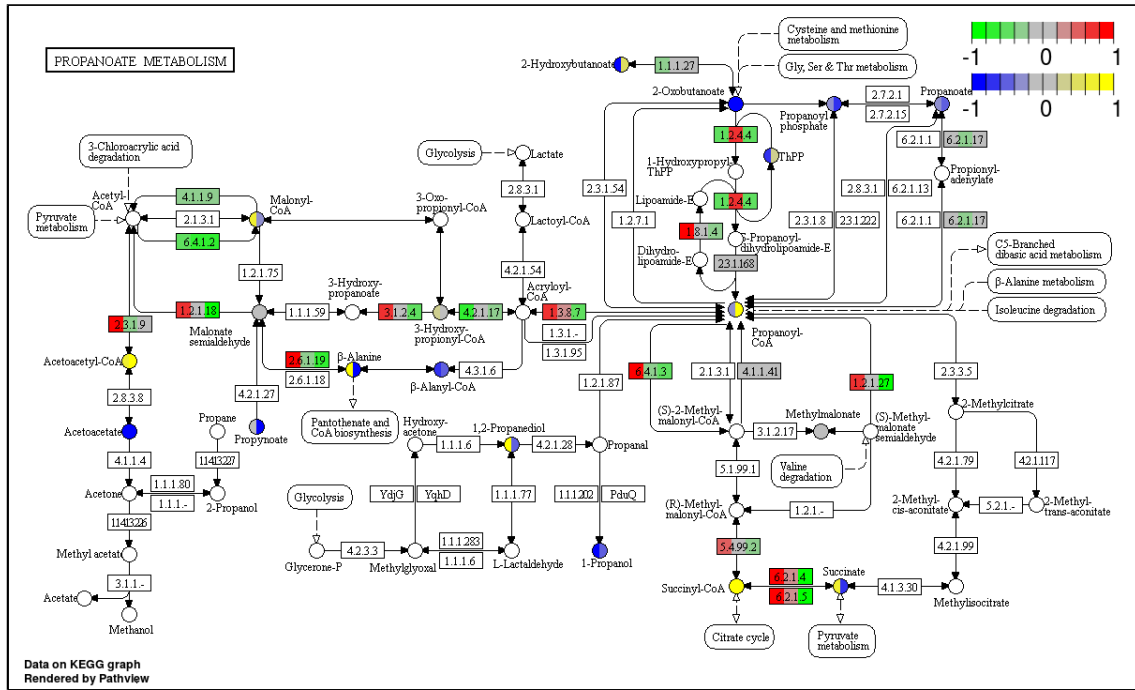 PROPANOATE METABOLISM
-1 0 1
-1 0 1
Cysteine and methionine
metabolism
Gly, Ser & Thr metabolism
2-Hydroxybutanoate
1.1.1.27
2-Oxobutanoate
Propanoyl
phosphate
2.7.2.1
2.7.2.15
Propanoate
3-Chloroacrylic acid
degradation
Glycolysis
Lactate
1.2.4.4
ThPP
6.2.1.1
6.2.1.17
1-Hydroxypropyl-
ThPP
Propionyl-
adenylate
Acetyl-
CoA
4.1.1.9
Malonyl-
CoA
3-Oxo-
propionyl-CoA
2.8.3.1
2.3.1.54
Lipoamide-E
2.8.3.1
6.2.1.13
Pyruvate
metabolism
2.1.3.1
Lactoyl-CoA
1.2.7.1
1.2.4.4
2.3.1.8
2.3.1.222
6.2.1.1
6.2.1.17
6.4.1.2
1.8.1.4
S-Propanoyl-
dihydrolipoamide-E
Dihydro-
lipoamide-E
2.3.1.168
C5-Branched
dibasic acid metabolism
1.2.1.75
4.2.1.54
β-Alanine metabolism
3-Hydroxy-
propanoate
Acryloyl-
CoA
Isoleucine degradation
2.3.1.9
1.2.1.18
Malonate
semialdehyde
1.1.1.59
3.1.2.4
3-Hydroxy-
propionyl-CoA
4.2.1.17
1.3.8.7
1.3.1.-
1.3.1.95
Propanoyl-
CoA
Acetoacetyl-CoA
2.6.1.19
2.6.1.18
β-Alanine
β-Alanyl-CoA
4.3.1.6
1.2.1.87
6.4.1.3
2.1.3.1
4.1.1.41
1.2.1.27
2.3.3.5
2.8.3.8
4.2.1.27
Propane
Pantothenate and
CoA biosynthesis
(S)-2-Methyl-
malonyl-CoA
Methylmalonate
(S)-Methyl-
malonate
semialdehyde
2-Methylcitrate
Acetoacetate
Propynoate
Hydroxy-
acetone
1,2-Propanediol
1.1.1.6
4.2.1.28
Propanal
3.1.2.17
4.1.1.4
1.14.13.227
5.1.99.1
Valine
degradation
4.2.1.79
4.2.1.117
Acetone
1.1.1.80
1.1.1.-
2-Propanol
Glycolysis
YdjG
YqhD
1.1.1.77
1.1.1.202
PduQ
(R)-Methyl-
malonyl-CoA
1.2.1.-
2-Methyl-
cis-aconitate
5.2.1.-
2-Methyl-
trans-aconitate
1.14.13.226
Methyl acetate
Glycerone-P
4.2.3.3
Methylglyoxal
1.1.1.283
1.1.1.6
L-Lactaldehyde
1-Propanol
5.4.99.2
4.2.1.99
3.1.1.-
Acetate
Methanol
Succinyl-CoA
6.2.1.4
6.2.1.5
Succinate
4.1.3.30
Methylisocitrate
Citrate cycle
Pyruvate
metabolism
Data on KEGG graph
Rendered by Pathview